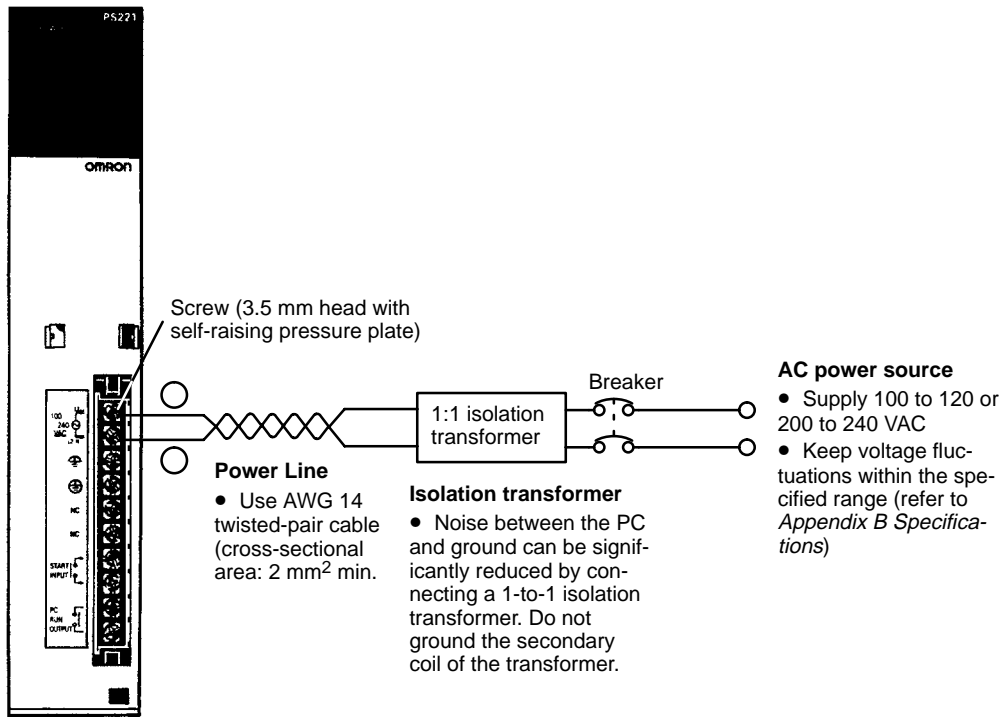 PS221
OMRON
Screw (3.5 mm head with
self-raising pressure plate)
100
240
VAC
L1
L2 N
NC
NC
START
INPUT
PC
RUN
OUTPUT
Power Line
● Use AWG 14
twisted-pair cable
(cross-sectional
area: 2 mm² min.
1:1 isolation
transformer
Isolation transformer
● Noise between the PC
and ground can be signif-
icantly reduced by con-
necting a 1-to-1 isolation
transformer. Do not
ground the secondary
coil of the transformer.
Breaker
AC power source
● Supply 100 to 120 or
200 to 240 VAC
● Keep voltage fluc-
tuations within the spe-
cified range (refer to
Appendix B Specifica-
tions)